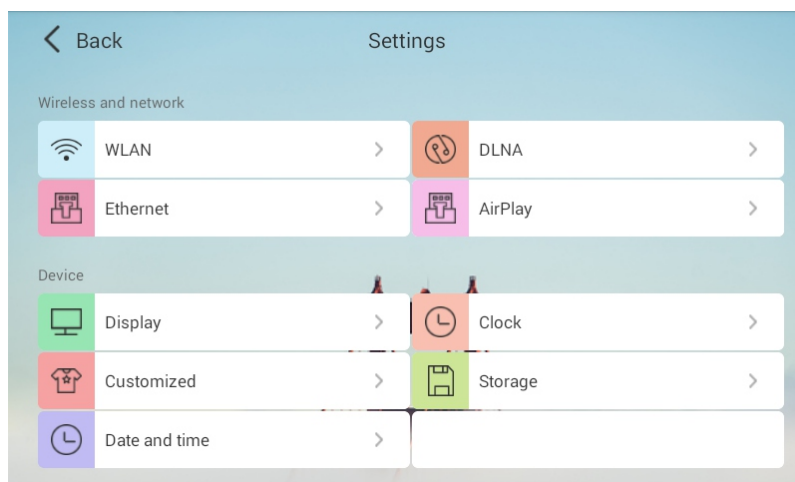 Back
Settings
Wireless and network
WLAN
DLNA
Ethernet
AirPlay
Device
Display
Clock
Customized
Storage
Date and time